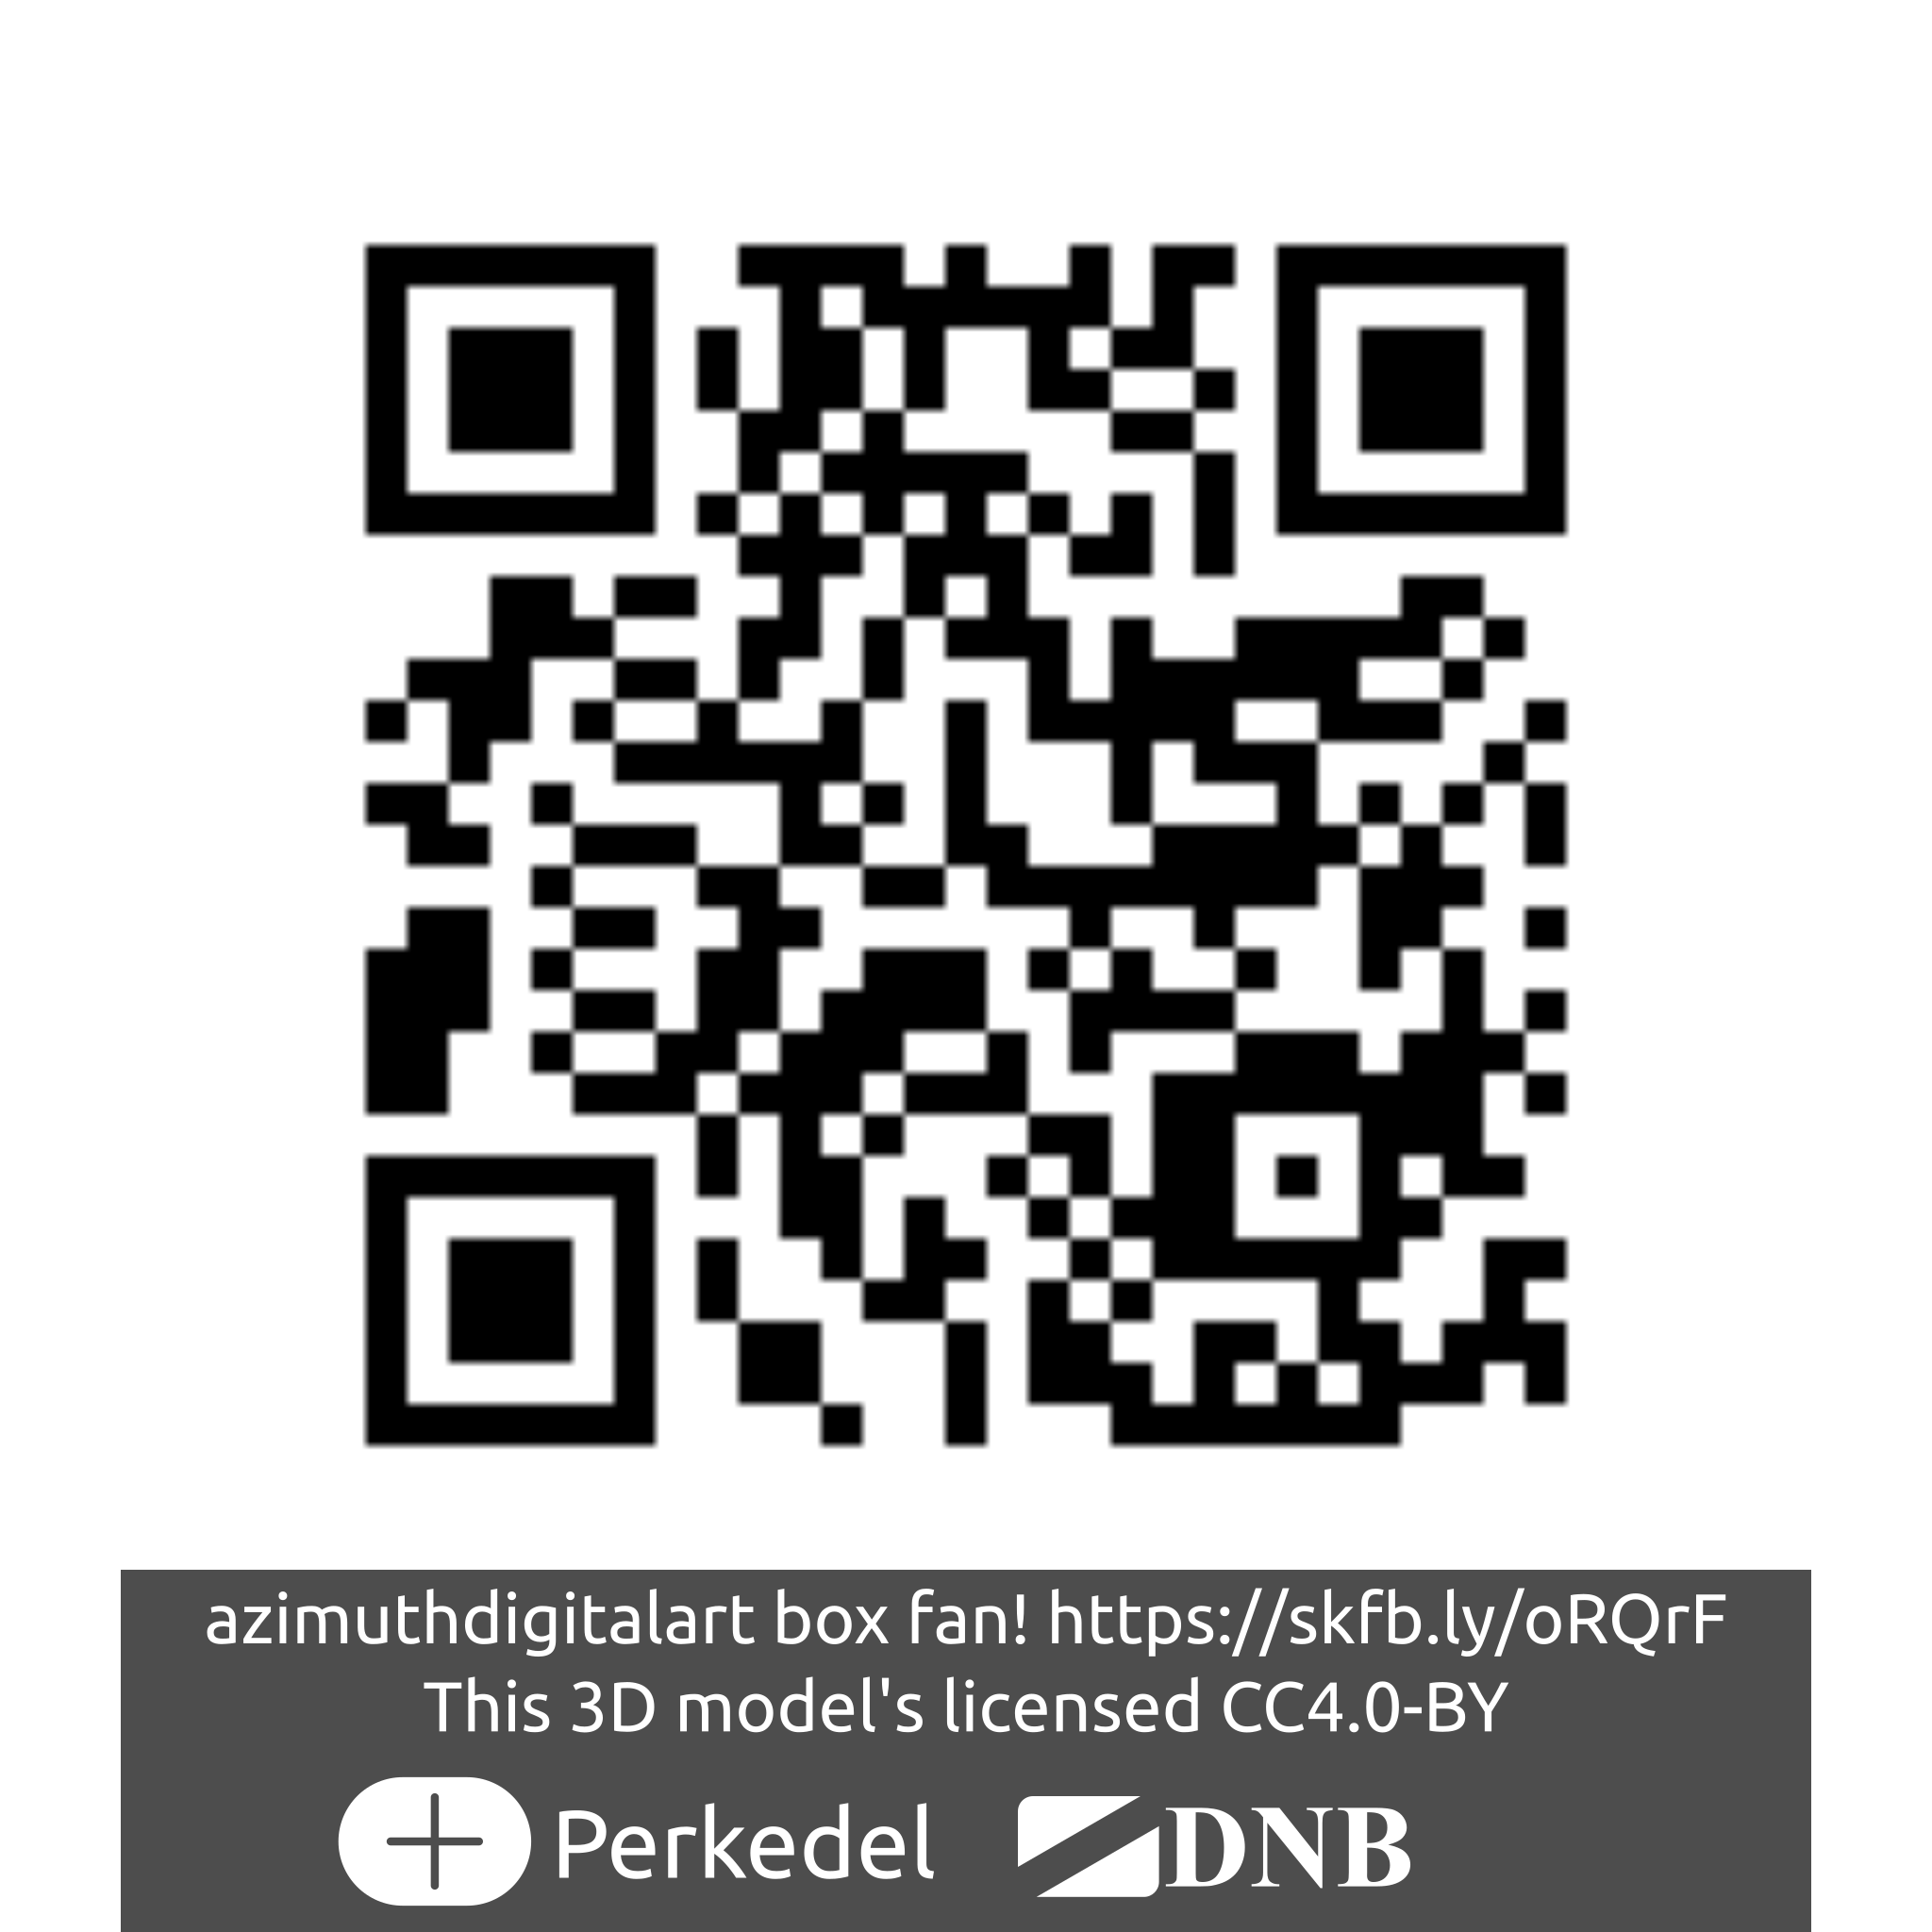 azimuthdigitalart box fan! https://skfb.ly/oRQrF
This 3D model's licensed CC4.0-BY
Perkedel DNB